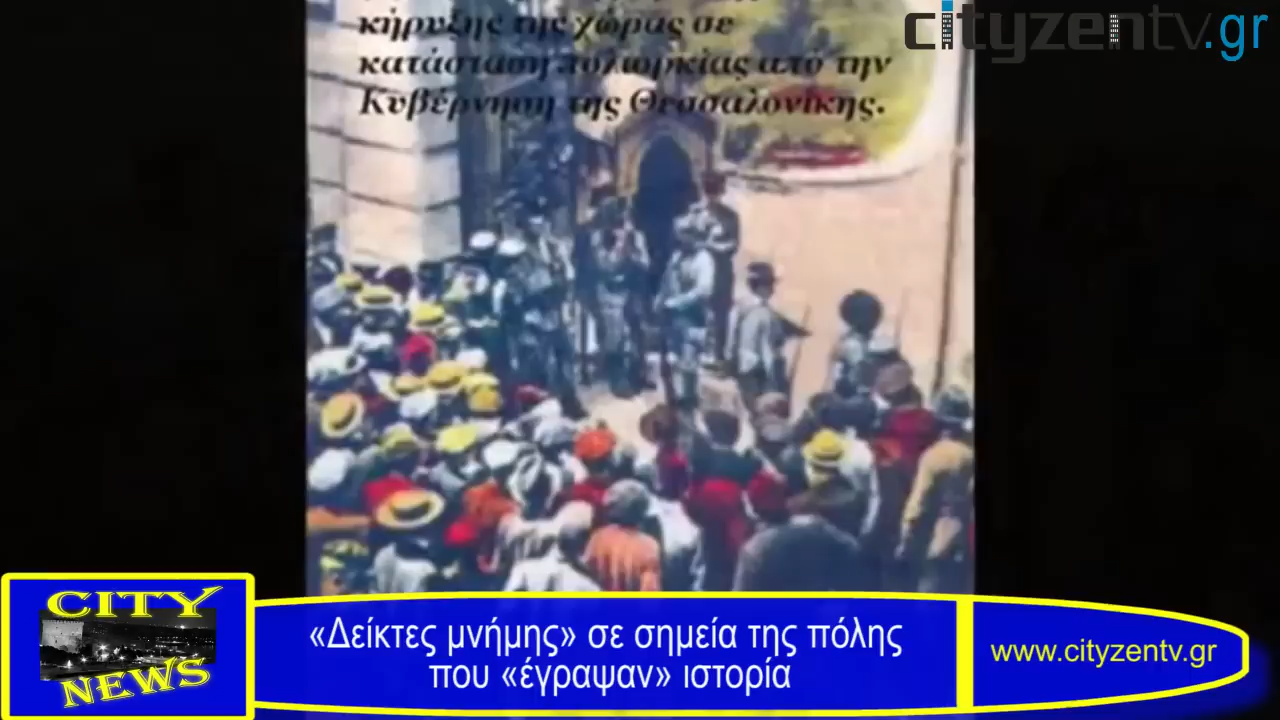 cityzentv.gr
κήρυξης της χώρας σε
κατάσταση πολιορκίας από την
Κυβέρνηση της Θεσσαλονίκης.
CITY
NEWS
«Δείκτες μνήμης» σε σημεία της πόλης
που «έγραψαν» ιστορία
www.cityzentv.gr